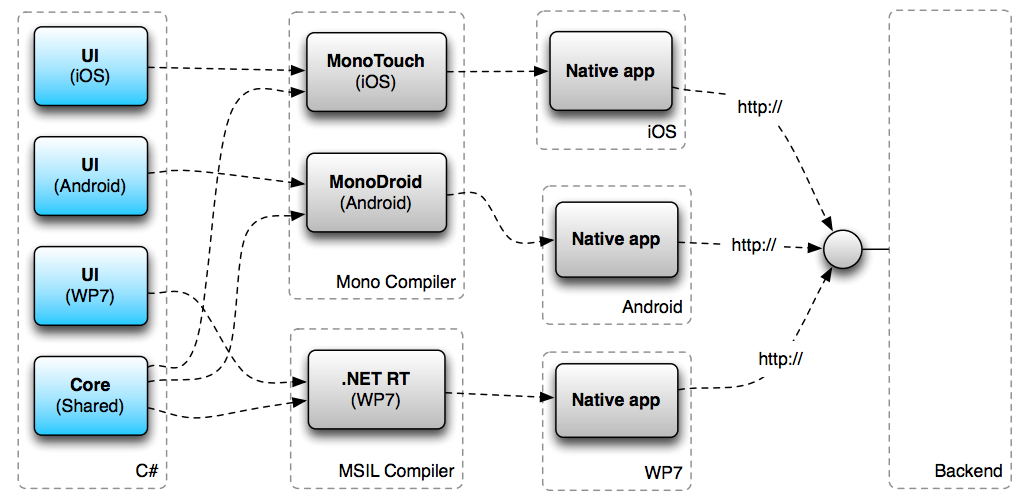 UI
(iOS)
UI
(Android)
UI
(WP7)
Core
(Shared)
C#
MonoTouch
(iOS)
MonoDroid
(Android)
Mono Compiler
.NET RT
(WP7)
MSIL Compiler
Native app
iOS
Native app
Android
Native app
WP7
http://
http://
http://
Backend